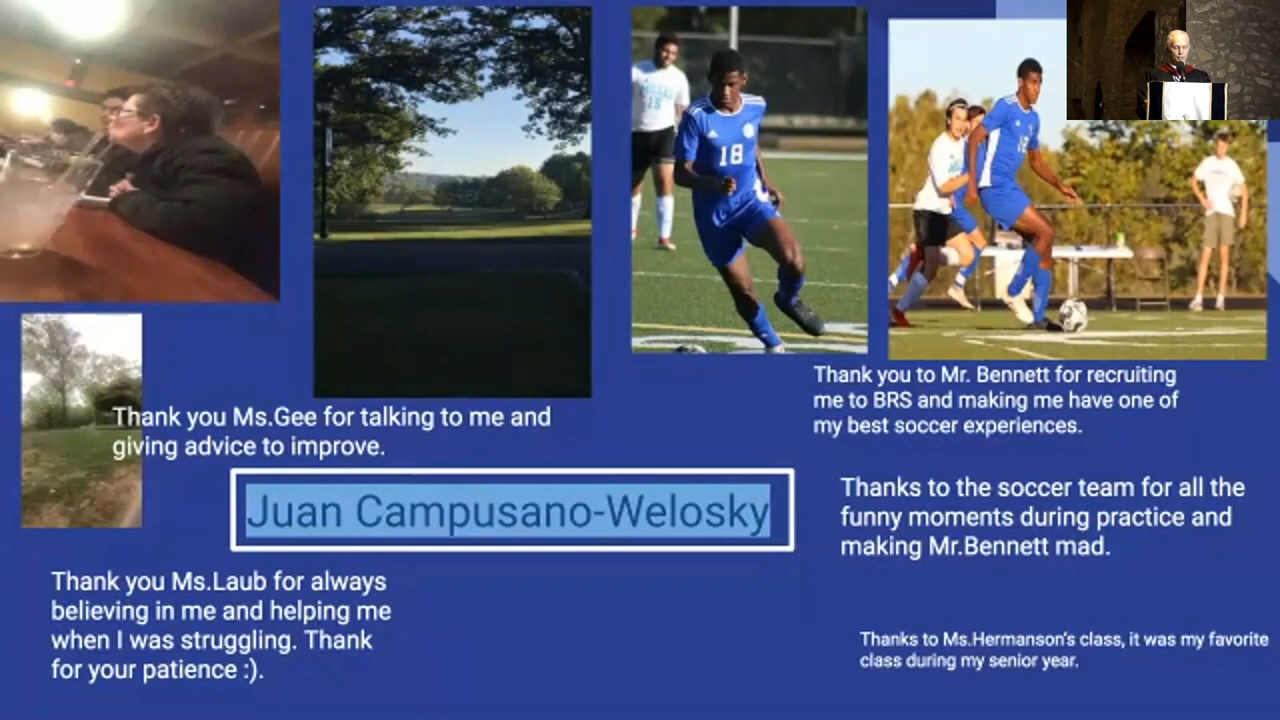 18
Thank you Ms.Gee for talking to me and
giving advice to improve.
Thank you to Mr. Bennett for recruiting
me to BRS and making me have one of
my best soccer experiences.
Juan Campusano-Welosky
Thanks to the soccer team for all the
funny moments during practice and
making Mr.Bennett mad.
Thank you Ms.Laub for always
believing in me and helping me
when I was struggling. Thank
for your patience :).
Thanks to Ms.Hermanson's class, it was my favorite
class during my senior year.